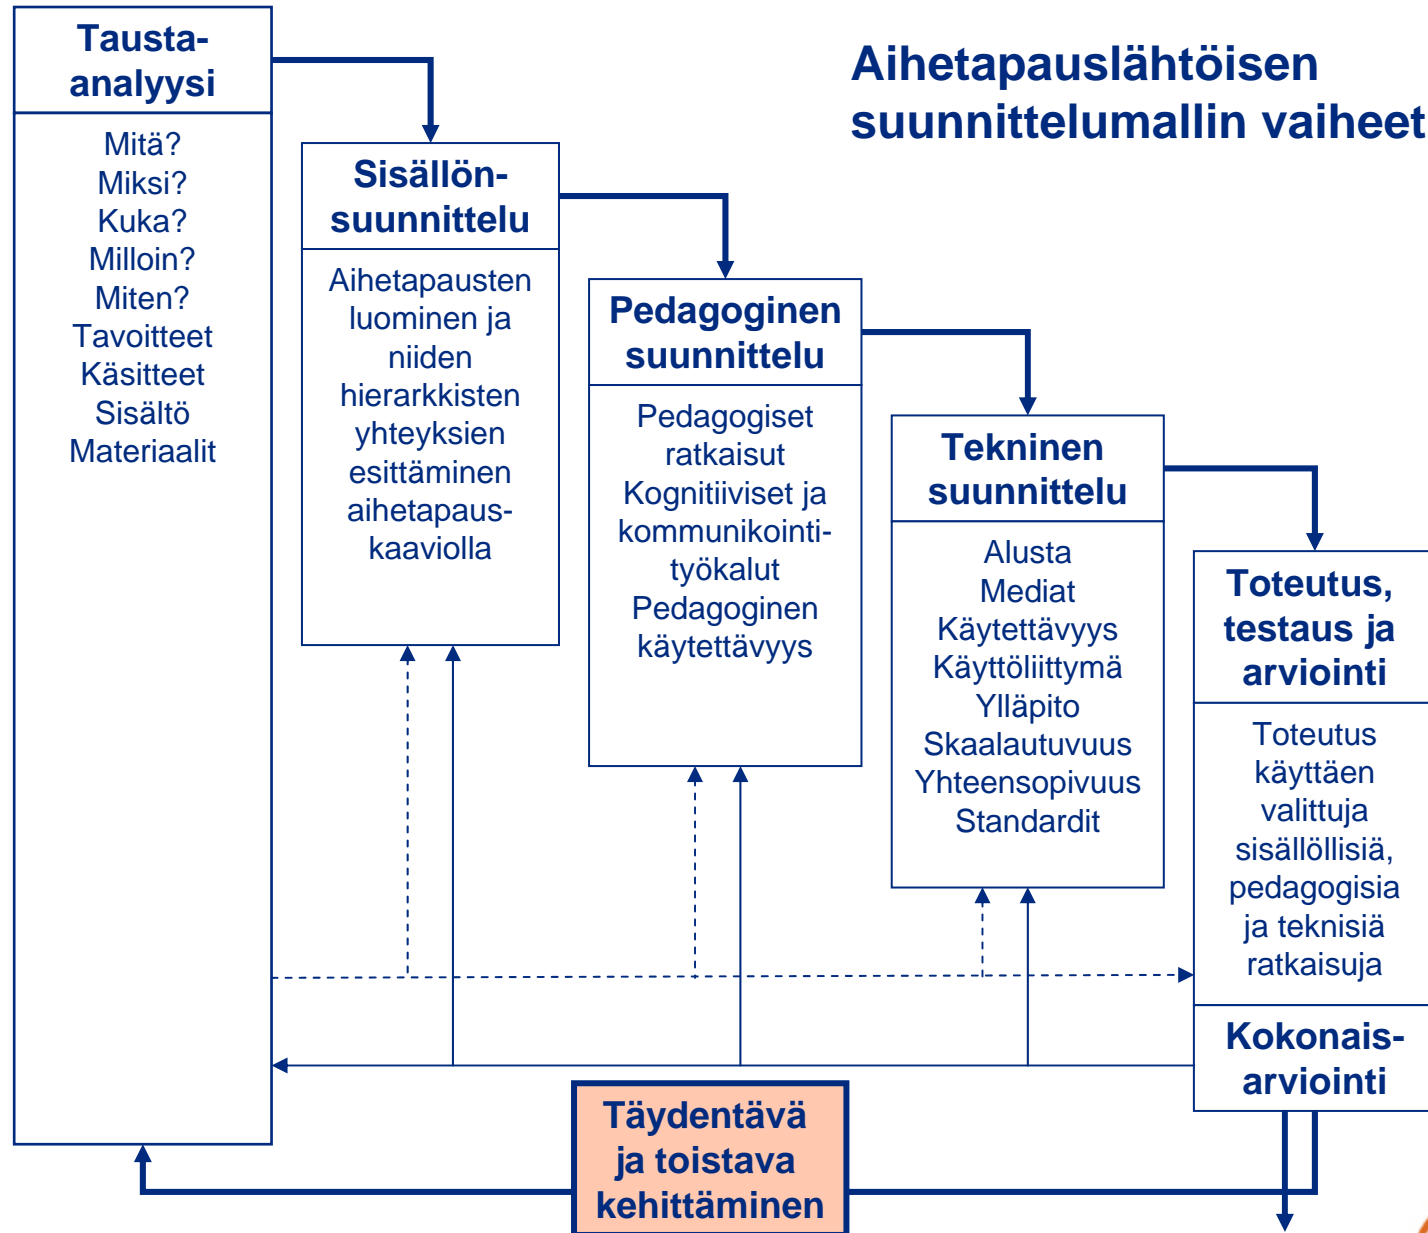 Aihetapauslähtöisen
suunnittelumallin vaiheet
Tausta-
analyysi
Mitä?
Miksi?
Kuka?
Milloin?
Miten?
Tavoitteet
Käsitteet
Sisältö
Materiaalit
Sisällön-
suunnittelu
Aihetapausten
luominen ja
niiden
hierarkkisten
yhteyksien
esittäminen
aihetapaus-
kaaviolla
Pedagoginen
suunnittelu
Pedagogiset
ratkaisut
Kognitiiviset ja
kommunikointi-
työkalut
Pedagoginen
käytettävyys
Tekninen
suunnittelu
Alusta
Mediat
Käytettävyys
Käyttöliittymä
Ylläpito
Skaalautuvuus
Yhteensopivuus
Standardit
Toteutus,
testaus ja
arviointi
Toteutus
käyttäen
valittuja
sisällöllisiä,
pedagogisia
ja teknisiä
ratkaisuja
Kokonais-
arviointi
Täydentävä
ja toistava
kehittäminen